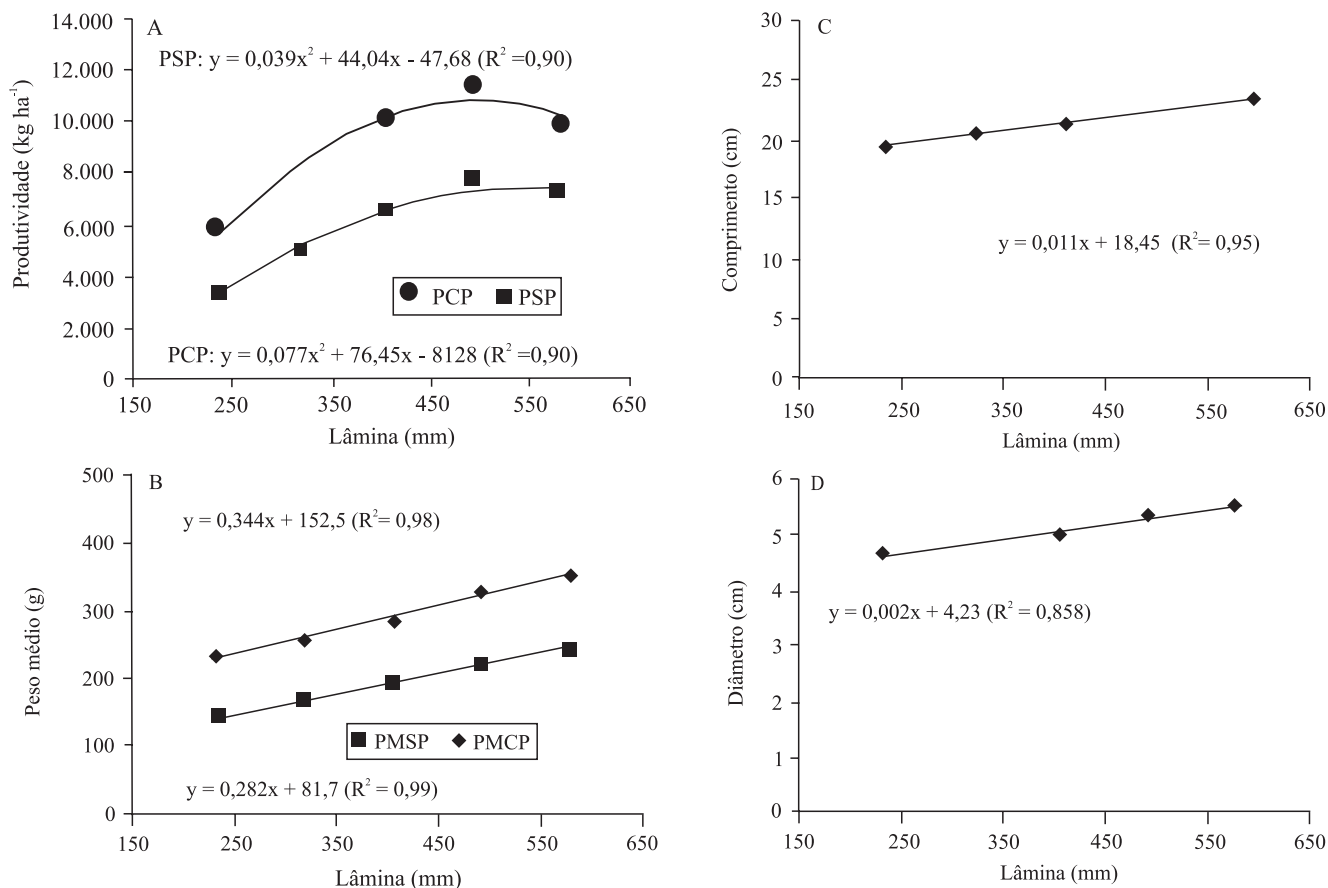 A
PSP: y = 0,039x² + 44,04x - 47,68 (R² =0,90)
Produtividade (kg ha⁻¹)
14.000
12.000
10.000
8.000
6.000
4.000
2.000
0
PCP PSP
PCP: y = 0,077x² + 76,45x - 8128 (R² =0,90)
150 250 350 450 550 650
Lâmina (mm)
C
Comprimento (cm)
30
25
20
15
10
5
0
y = 0,011x + 18,45 (R²= 0,95)
150 250 350 450 550 650
Lâmina (mm)
B
y = 0,344x + 152,5 (R²= 0,98)
Peso médio (g)
500
400
300
200
100
0
PMSP PMCP
y = 0,282x + 81,7 (R² = 0,99)
150 250 350 450 550 650
Lâmina (mm)
D
Diâmetro (cm)
6
5
4
3
2
1
0
y = 0,002x + 4,23 (R² = 0,858)
150 250 350 450 550 650
Lâmina (mm)